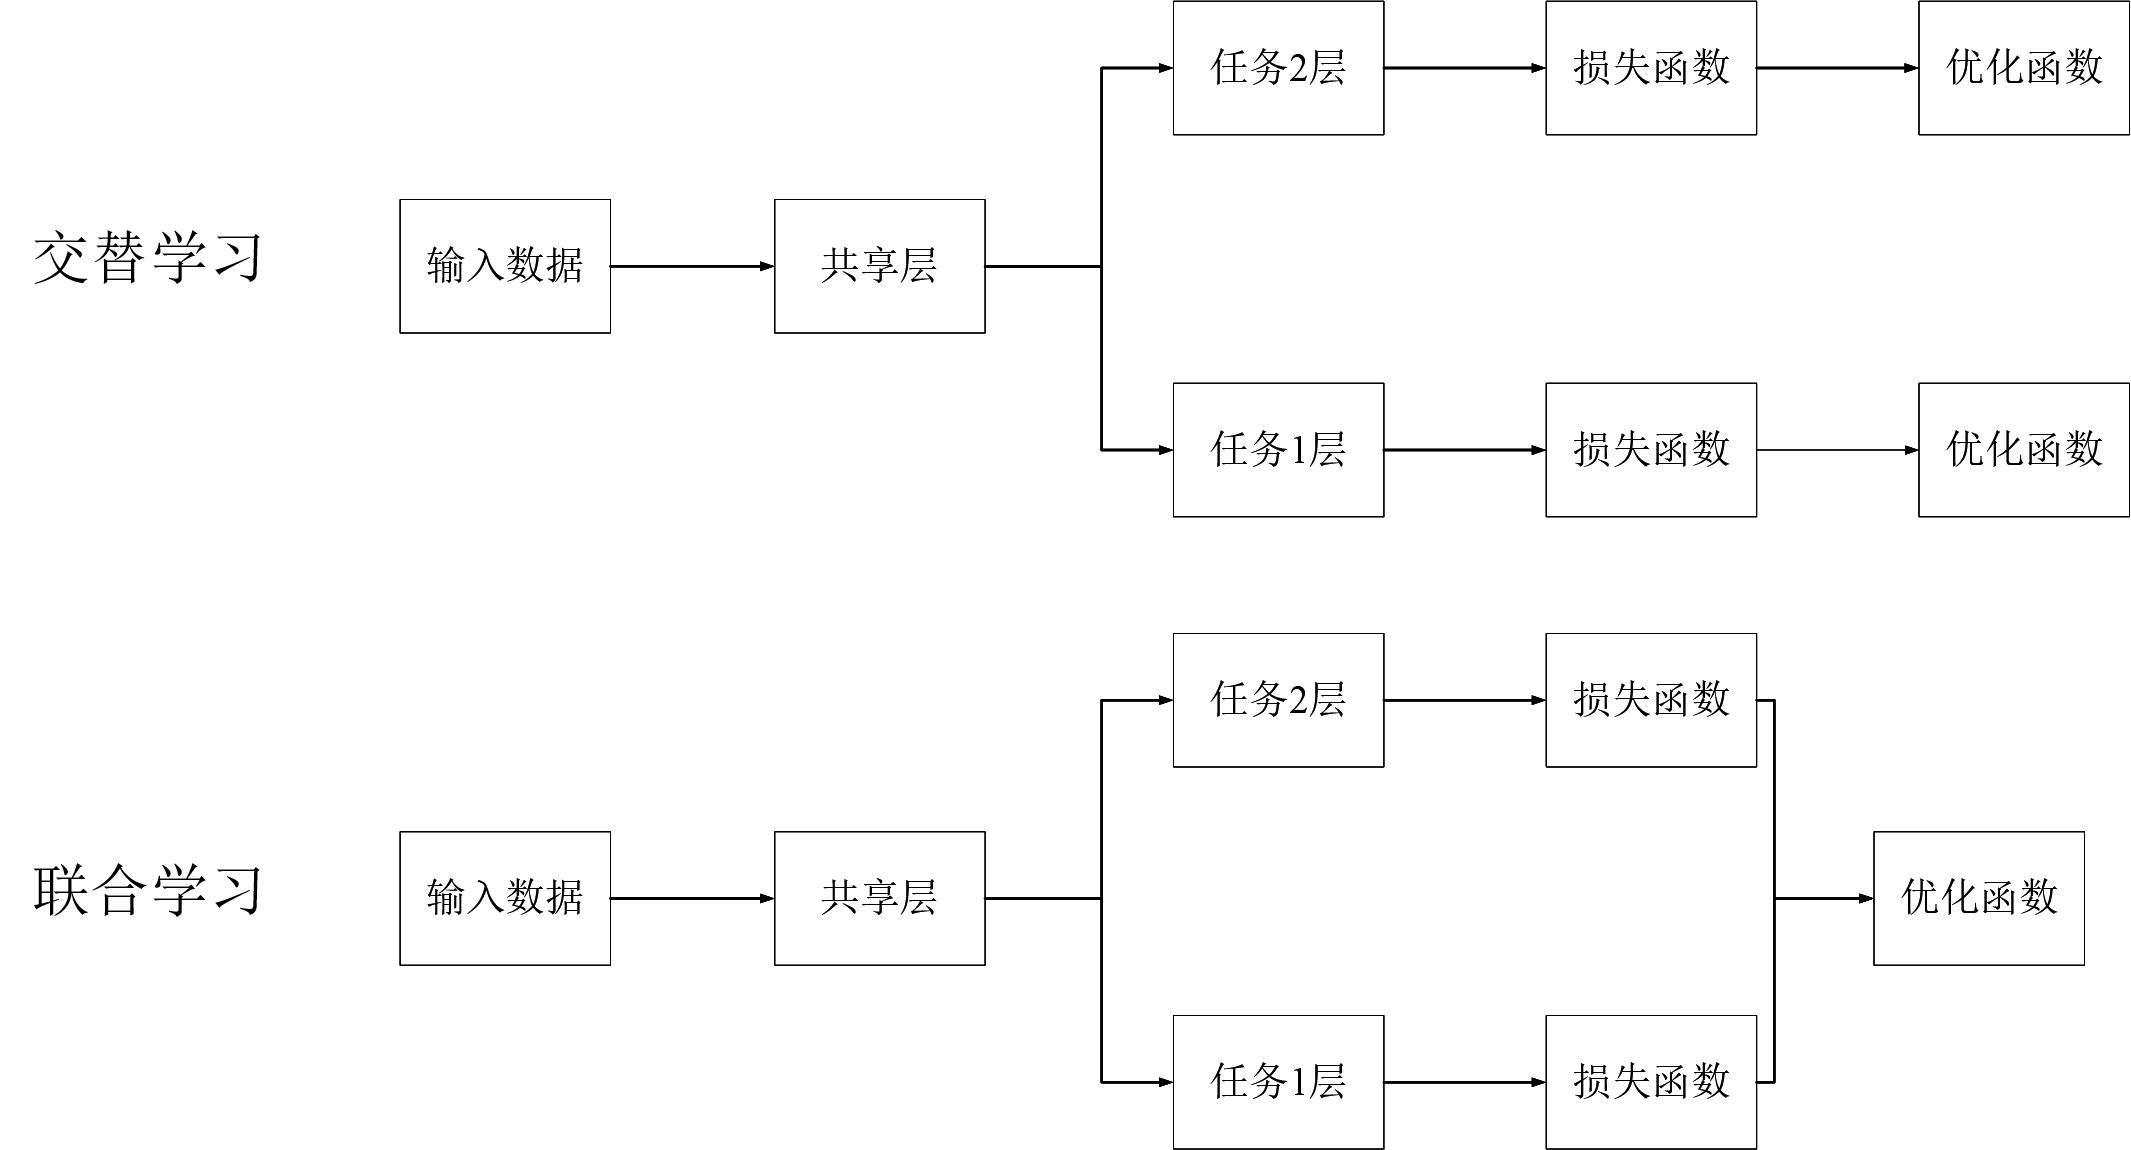 任务2层
损失函数
优化函数
交替学习
输入数据
共享层
任务1层
损失函数
优化函数
任务2层
损失函数
联合学习
输入数据
共享层
优化函数
任务1层
损失函数